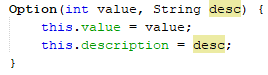 Option(int value, String desc) {
    this.value = value;
    this.description = desc;
}